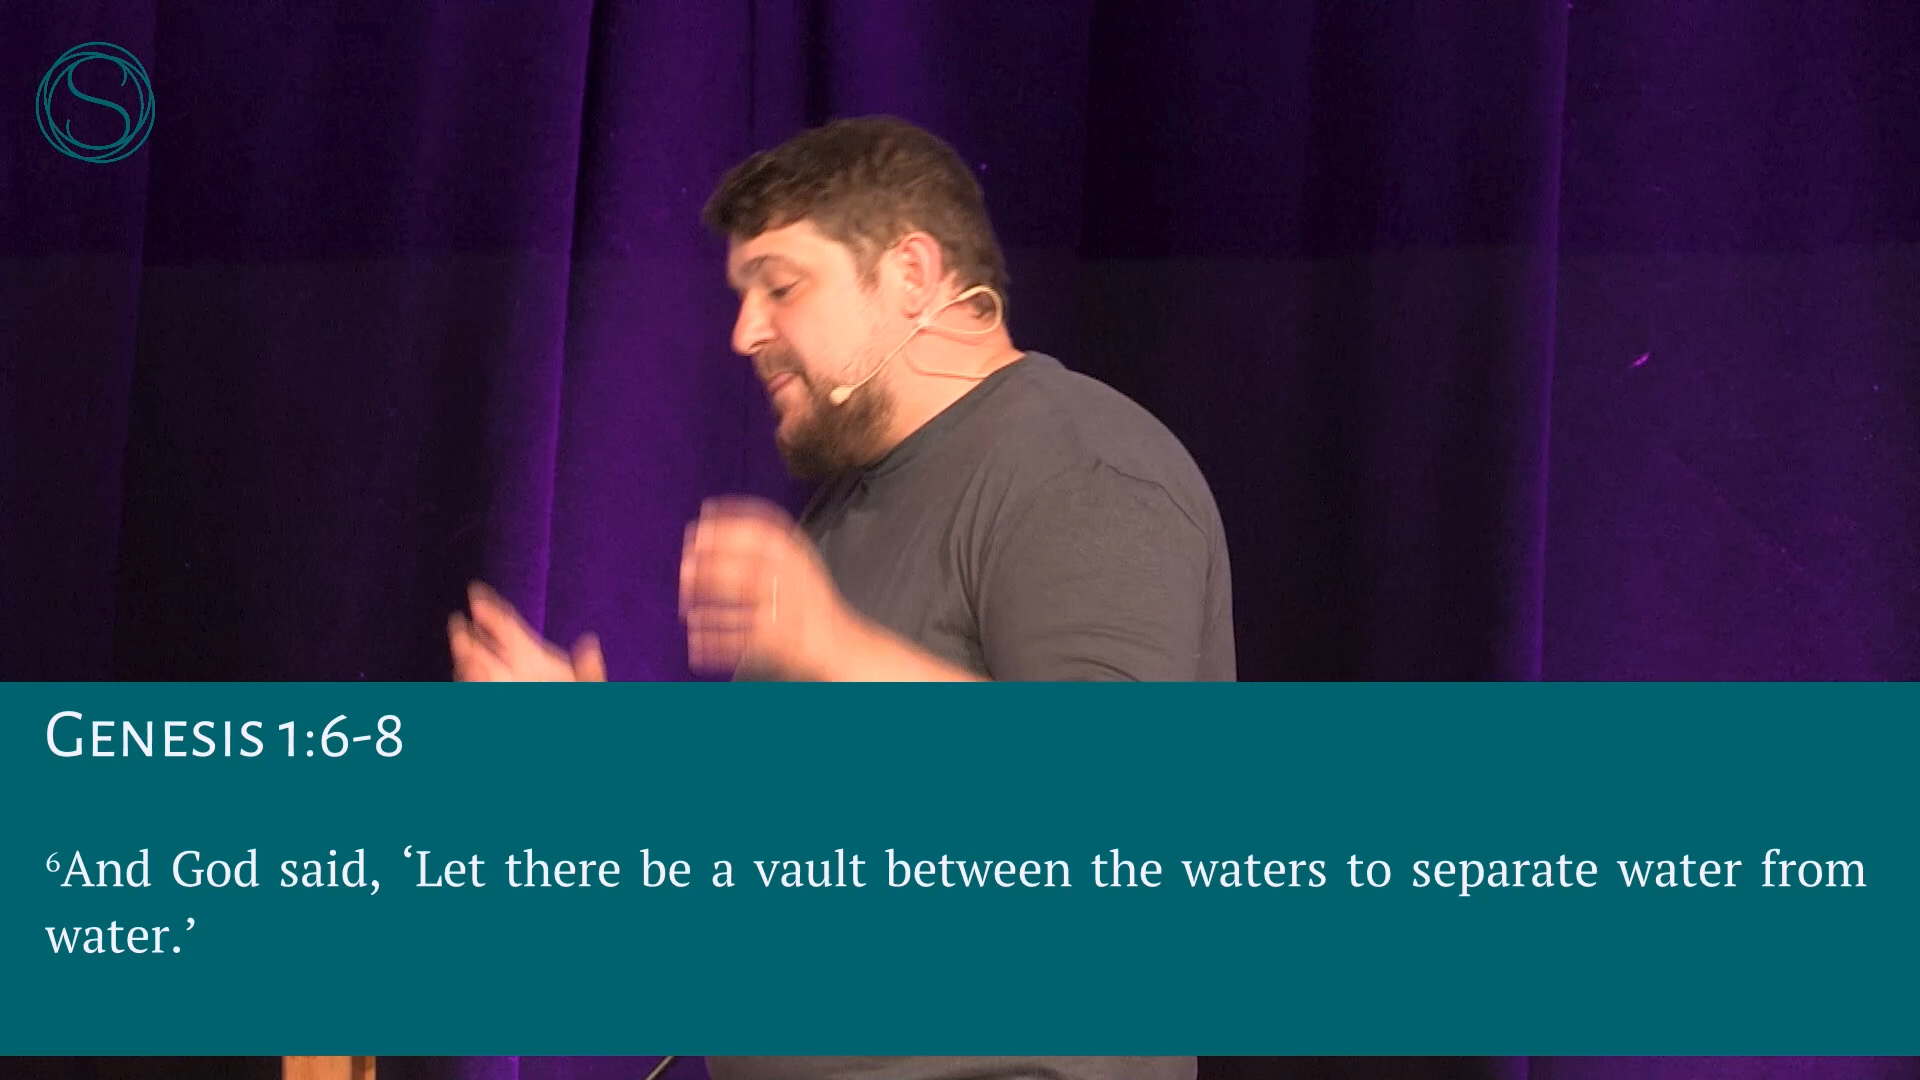 S
GENESIS 1:6-8
⁶And God said, ‘Let there be a vault between the waters to separate water from
water.’